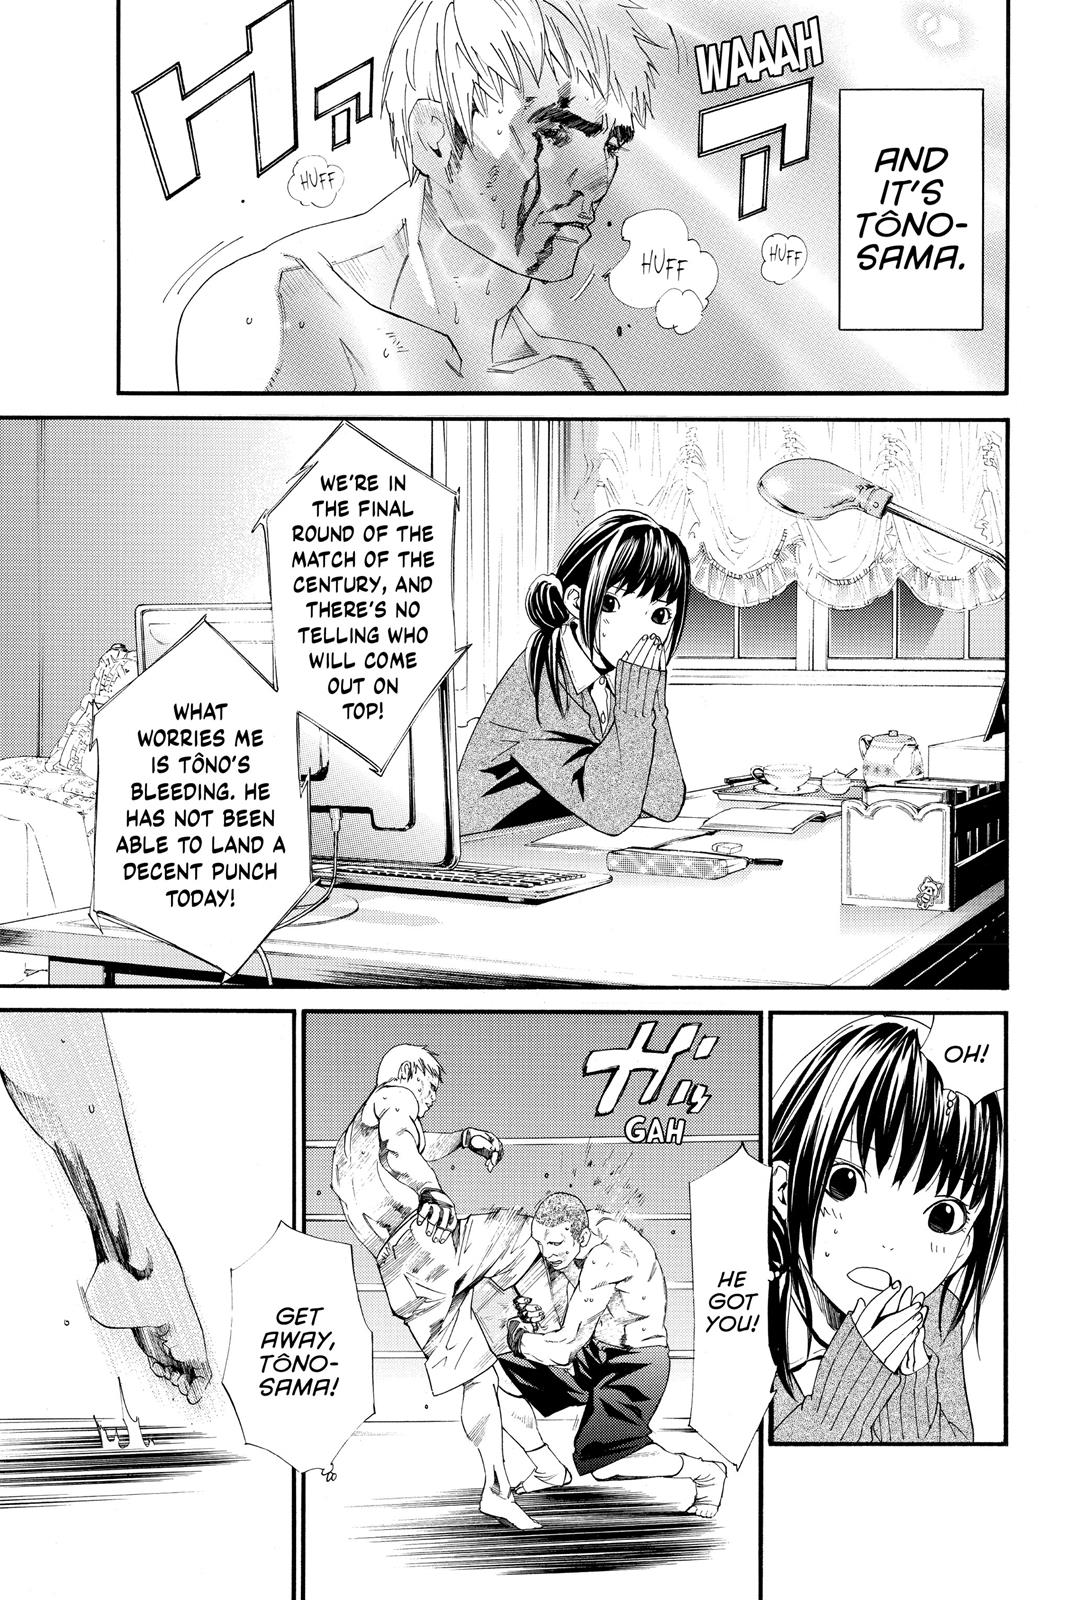 AND
IT'S
TÔNO-
SAMA.
WAAAH
ワアァ
HUFF
HUFF
HUFF
WE'RE IN
THE FINAL
ROUND OF THE
MATCH OF THE
CENTURY, AND
THERE'S NO
TELLING WHO
WILL COME
OUT ON
TOP!
WHAT
WORRIES ME
IS TÔNO'S
BLEEDING. HE
HAS NOT BEEN
ABLE TO LAND A
DECENT PUNCH
TODAY!
OH!
ガッ
GAH
HE
GOT
YOU!
GET
AWAY,
TÔNO-
SAMA!